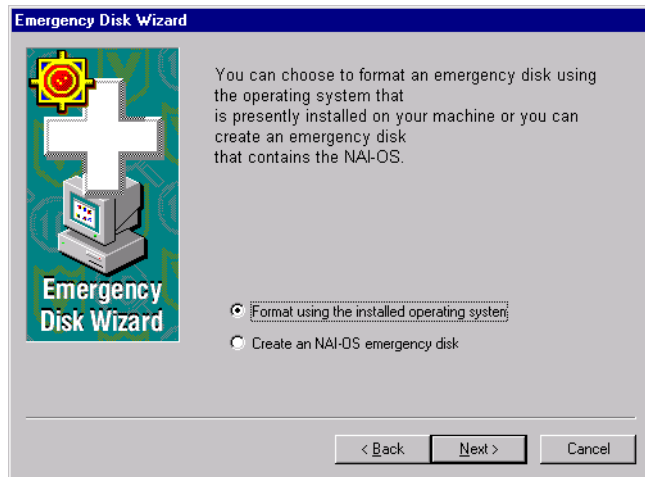 Emergency Disk Wizard
You can choose to format an emergency disk using
the operating system that
is presently installed on your machine or you can
create an emergency disk
that contains the NAI-OS.
Emergency
Disk Wizard
Format using the installed operating system
Create an NAI-OS emergency disk
< Back
Next >
Cancel